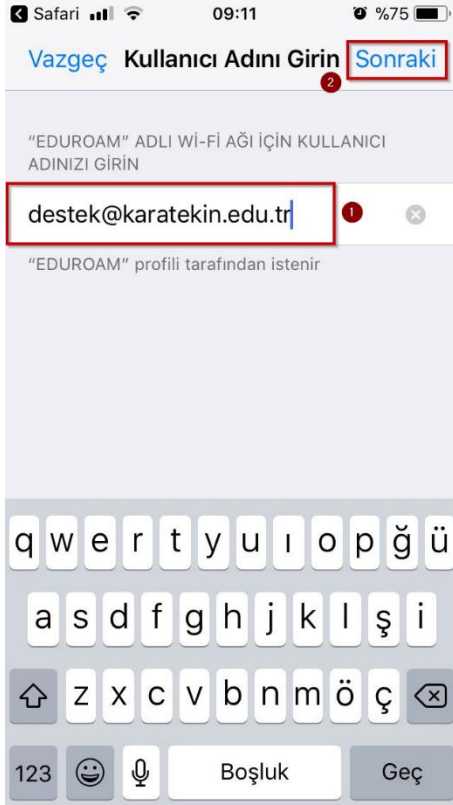 Safari 09:11 %75
Vazgeç Kullanıcı Adını Girin Sonraki
2
“EDUROAM” ADLI Wİ-Fİ AĞI İÇİN KULLANICI
ADINIZI GİRİN
destek@karatekin.edu.tr 1
“EDUROAM” profili tarafından istenir
q w e r t y u ı o p ğ ü
a s d f g h j k l ş i
z x c v b n m ö ç
123 Boşluk Geç